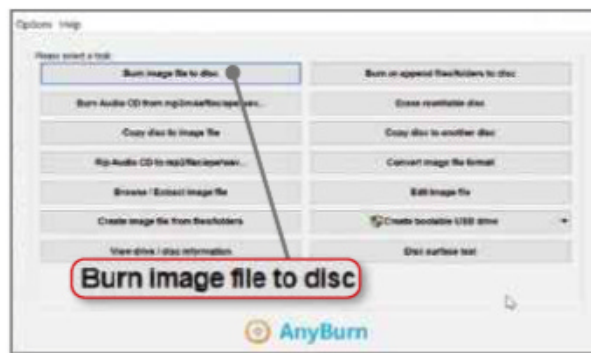 Options Help
Please select a task:
Burn image file to disc
Burn or append files/folders to disc
Burn Audio CD from mp3/m4a/flac/ape/wav...
Erase rewritable disc
Copy disc to image file
Copy disc to another disc
Rip Audio CD to mp3/flac/ape/wav...
Convert image file format
Browse / Extract image file
Edit image file
Create image file from files/folders
Create bootable USB drive
View drive / disc information
Disc surface test
Burn image file to disc
AnyBurn